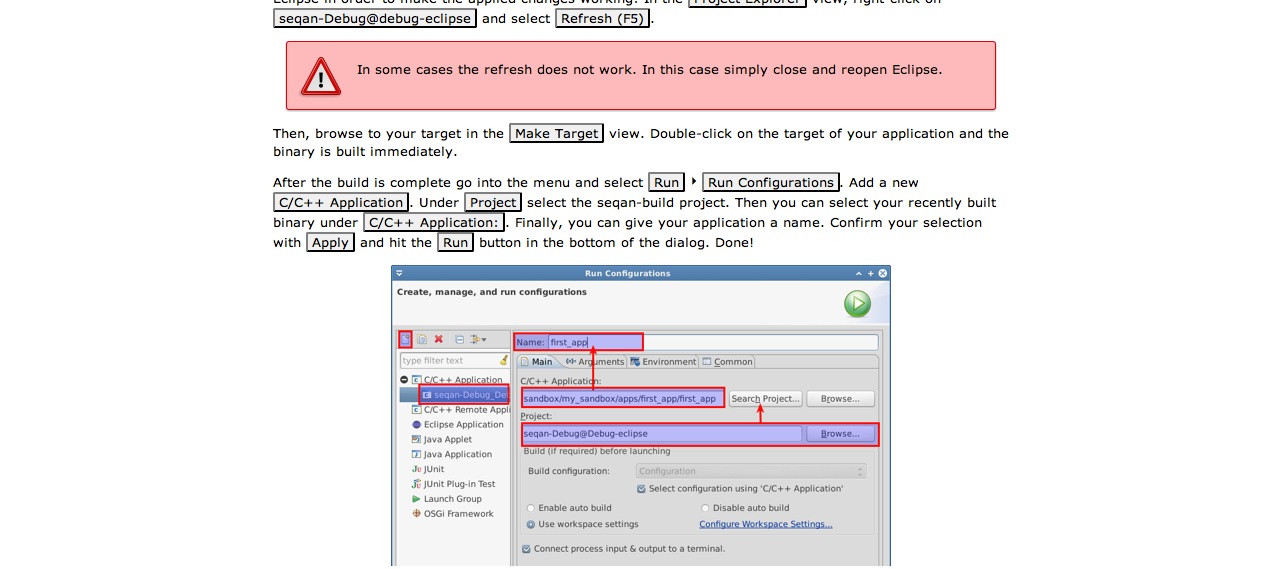 Eclipse in order to make the applied changes working. In the Project Explorer view, right-click on
seqan-Debug@debug-eclipse and select Refresh (F5).
In some cases the refresh does not work. In this case simply close and reopen Eclipse.
Then, browse to your target in the Make Target view. Double-click on the target of your application and the
binary is built immediately.
After the build is complete go into the menu and select Run ‣ Run Configurations. Add a new
C/C++ Application. Under Project select the seqan-build project. Then you can select your recently built
binary under C/C++ Application:. Finally, you can give your application a name. Confirm your selection
with Apply and hit the Run button in the bottom of the dialog. Done!
Run Configurations
Create, manage, and run configurations
Name: first_app
type filter text
Main Arguments Environment Common
C/C++ Application
C/C++ Application:
seqan-Debug_De
sandbox/my_sandbox/apps/first_app/first_app Search Project... Browse...
C/C++ Remote Appli
Project:
Eclipse Application
seqan-Debug@Debug-eclipse Browse...
Java Applet
Build (if required) before launching
Java Application
JUnit
Build configuration: Configuration
JUnit Plug-in Test
Select configuration using 'C/C++ Application'
Launch Group
Enable auto build Disable auto build
OSGi Framework
Use workspace settings Configure Workspace Settings...
Connect process input & output to a terminal.